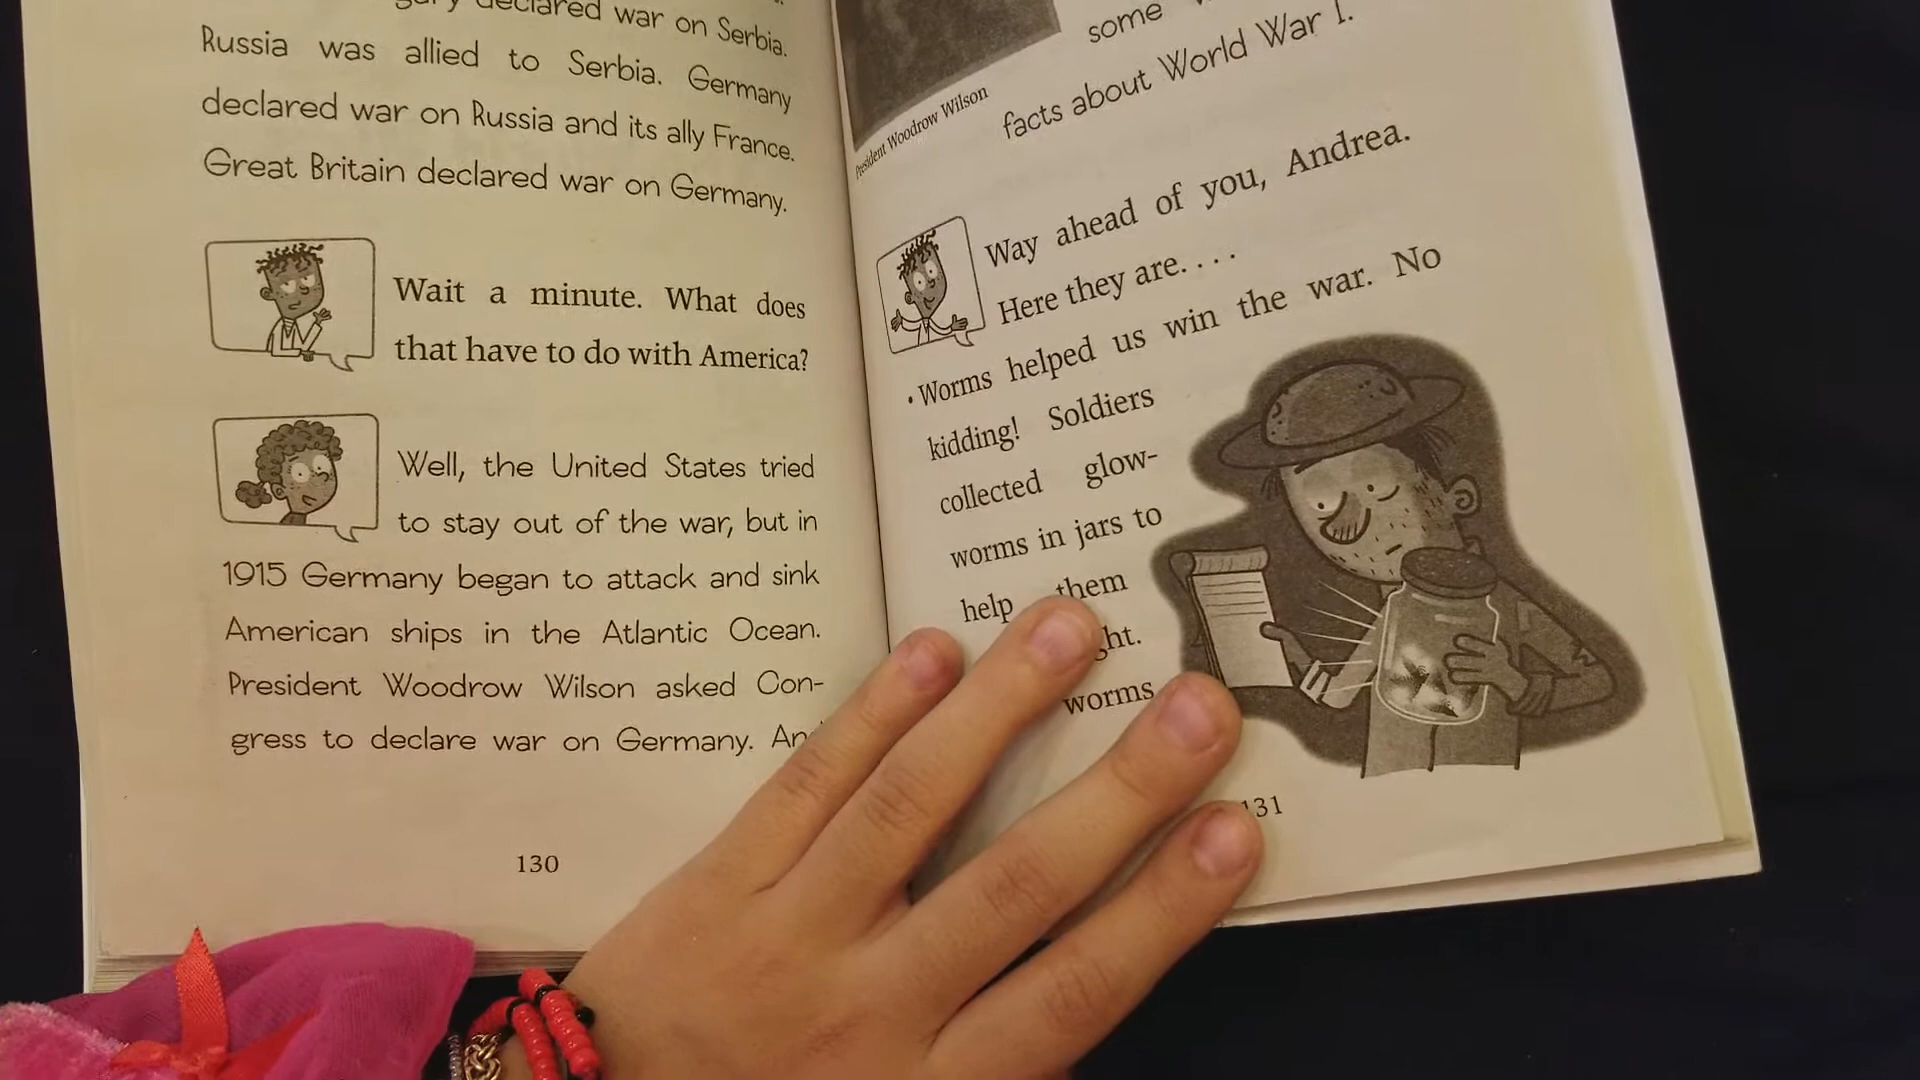 declared war on Serbia.
Russia was allied to Serbia. Germany
declared war on Russia and its ally France.
Great Britain declared war on Germany.
Wait a minute. What does
that have to do with America?
Well, the United States tried
to stay out of the war, but in
1915 Germany began to attack and sink
American ships in the Atlantic Ocean.
President Woodrow Wilson asked Con-
gress to declare war on Germany.
130
President Woodrow Wilson
some
facts about World War I.
Way ahead of you, Andrea.
Here they are. . . .
• Worms helped us win the war. No
kidding! Soldiers
collected glow-
worms in jars to
help them
worms
131